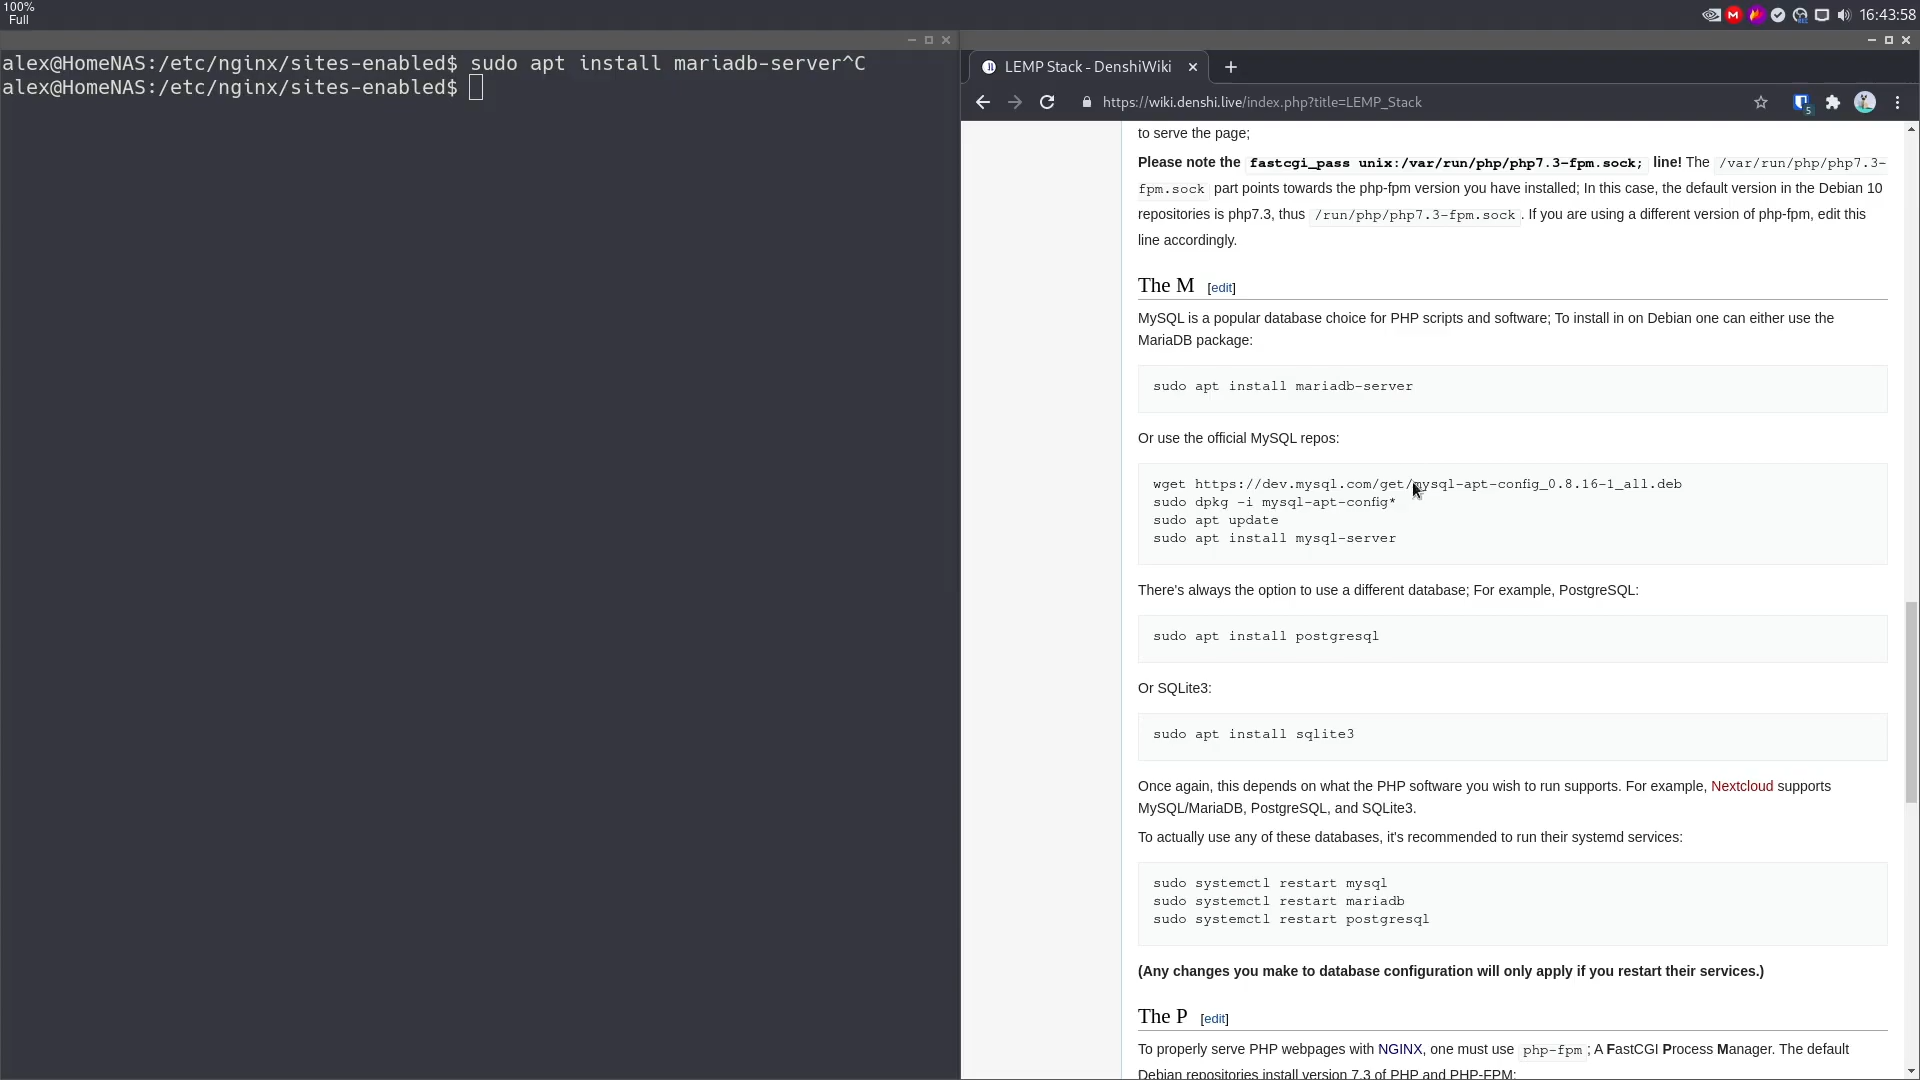 100%
Full
16:43:58
alex@HomeNAS:/etc/nginx/sites-enabled$ sudo apt install mariadb-server^C
alex@HomeNAS:/etc/nginx/sites-enabled$
LEMP Stack - DenshiWiki
https://wiki.denshi.live/index.php?title=LEMP_Stack
5
to serve the page;
Please note the fastcgi_pass unix:/var/run/php/php7.3-fpm.sock; line! The /var/run/php/php7.3-
fpm.sock part points towards the php-fpm version you have installed; In this case, the default version in the Debian 10
repositories is php7.3, thus /run/php/php7.3-fpm.sock. If you are using a different version of php-fpm, edit this
line accordingly.
The M [edit]
MySQL is a popular database choice for PHP scripts and software; To install in on Debian one can either use the
MariaDB package:
sudo apt install mariadb-server
Or use the official MySQL repos:
wget https://dev.mysql.com/get/mysql-apt-config_0.8.16-1_all.deb
sudo dpkg -i mysql-apt-config*
sudo apt update
sudo apt install mysql-server
There's always the option to use a different database; For example, PostgreSQL:
sudo apt install postgresql
Or SQLite3:
sudo apt install sqlite3
Once again, this depends on what the PHP software you wish to run supports. For example, Nextcloud supports
MySQL/MariaDB, PostgreSQL, and SQLite3.
To actually use any of these databases, it's recommended to run their systemd services:
sudo systemctl restart mysql
sudo systemctl restart mariadb
sudo systemctl restart postgresql
(Any changes you make to database configuration will only apply if you restart their services.)
The P [edit]
To properly serve PHP webpages with NGINX, one must use php-fpm; A FastCGI Process Manager. The default
Debian repositories install version 7.3 of PHP and PHP-FPM: